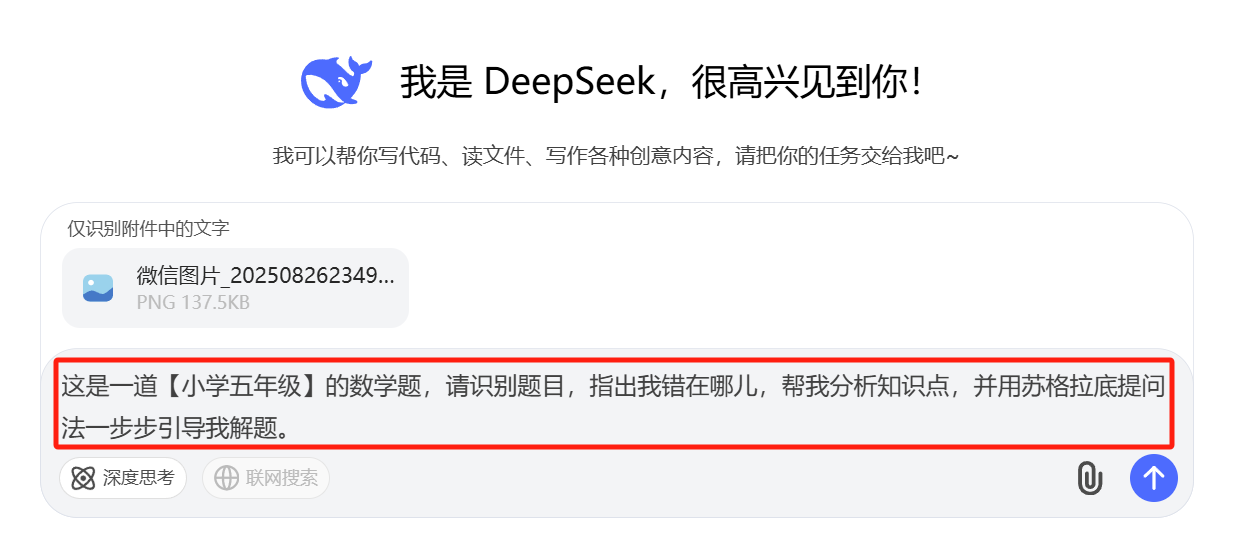 我是 DeepSeek，很高兴见到你！
我可以帮你写代码、读文件、写作各种创意内容，请把你的任务交给我吧~
仅识别附件中的文字
微信图片_202508262349...
PNG 137.5KB
这是一道【小学五年级】的数学题，请识别题目，指出我错在哪儿，帮我分析知识点，并用苏格拉底提问
法一步步引导我解题。
深度思考 联网搜索